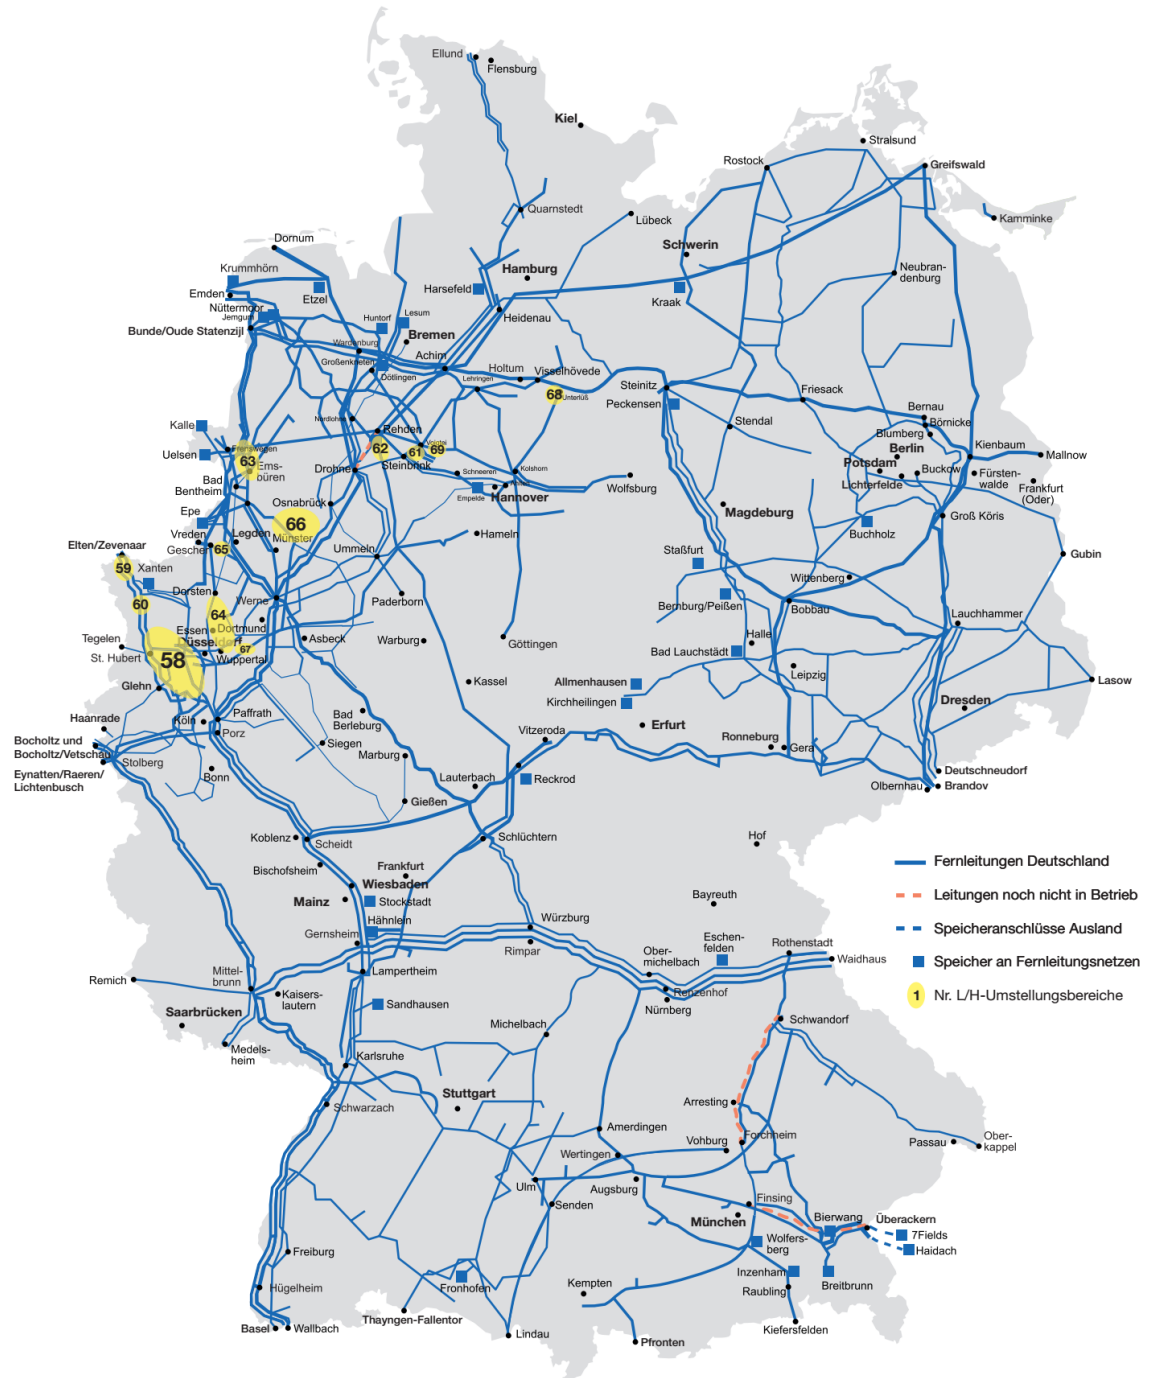 Ellund
Flensburg
Kiel
Stralsund
Rostock
Greifswald
Quarnstedt
Lübeck
Kamminke
Dornum
Schwerin
Krummhörn
Hamburg
Neubran-
denburg
Emden
Etzel
Harsefeld
Kraak
Nüttermoor
Jemgum
Huntorf
Lesum
Heidenau
Bunde/Oude Statenzijl
Bremen
Wardenburg
Achim
Großenkneten
Dötlingen
Holtum
Visselhövede
Lehringen
Steinitz
Friesack
68
Unterlüß
Peckensen
Bernau
Börnicke
Nordlohne
Stendal
Kalle
Rehden
Blumberg
Voigtei
Berlin
Kienbaum
Mallnow
Uelsen
62
61
69
63
Ems-
büren
Drohne
Steinbrink
Potsdam
Buckow
Fürsten-
walde
Schneeren
Kolshorn
Lichterfelde
Frankfurt
(Oder)
Bad
Bentheim
Wolfsburg
Empelde
Hannover
Osnabrück
Magdeburg
Groß Köris
Epe
66
Buchholz
Vreden
Legden
Münster
Hameln
Elten/Zevenaar
Gescher
65
Ummeln
Gubin
Staßfurt
59
Xanten
Wittenberg
Dorsten
Werne
Paderborn
Bernburg/Peißen
Bobbau
60
64
Lauchhammer
Essen
Dortmund
Tegelen
Düsseldorf
Asbeck
Warburg
Göttingen
Halle
St. Hubert
58
67
Wuppertal
Bad Lauchstädt
Leipzig
Glehn
Kassel
Allmenhausen
Lasow
Kirchheilingen
Dresden
Haanrade
Köln
Paffrath
Bad
Berleburg
Erfurt
Porz
Vitzeroda
Ronneburg
Gera
Bocholtz und
Bocholtz/Vetschau
Siegen
Marburg
Stolberg
Eynatten/Raeren/
Lichtenbusch
Bonn
Lauterbach
Reckrod
Deutschneudorf
Olbernhau
Brandov
Gießen
Koblenz
Scheidt
Schlüchtern
Hof
Bischofsheim
Frankfurt
Fernleitungen Deutschland
Wiesbaden
Leitungen noch nicht in Betrieb
Mainz
Stockstadt
Bayreuth
Hähnlein
Würzburg
Speicheranschlüsse Ausland
Gernsheim
Eschen-
felden
Rimpar
Rothenstadt
Ober-
michelbach
Waidhaus
Speicher an Fernleitungsnetzen
Lampertheim
Mittel-
brunn
Remich
Renzenhof
1 Nr. L/H-Umstellungsbereiche
Kaisers-
lautern
Sandhausen
Nürnberg
Saarbrücken
Michelbach
Schwandorf
Medels-
heim
Karlsruhe
Stuttgart
Schwarzach
Arresting
Amerdingen
Forchheim
Vohburg
Passau
Ober-
kappel
Wertingen
Ulm
Augsburg
Senden
Finsing
München
Bierwang
Überackern
7Fields
Wolfers-
berg
Haidach
Freiburg
Inzenham
Breitbrunn
Hügelheim
Fronhofen
Kempten
Raubling
Thayngen-Fallentor
Basel
Wallbach
Lindau
Pfronten
Kiefersfelden